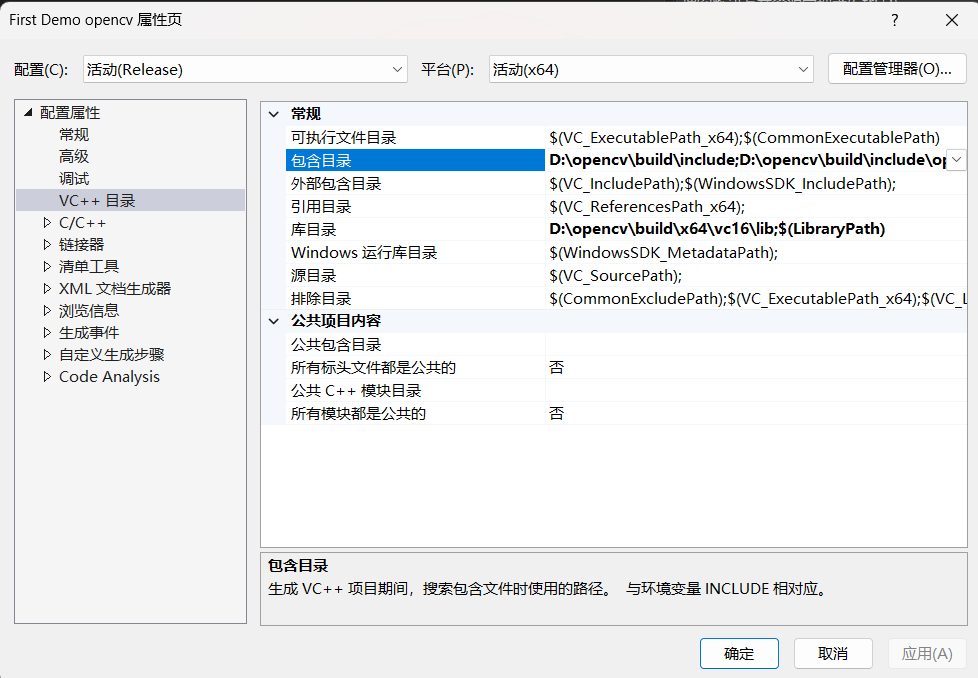 First Demo opencv 属性页
?
配置(C):
活动(Release)
平台(P):
活动(x64)
配置管理器(O)...
配置属性
常规
高级
调试
VC++ 目录
C/C++
链接器
清单工具
XML 文档生成器
浏览信息
生成事件
自定义生成步骤
Code Analysis
常规
可执行文件目录 $(VC_ExecutablePath_x64);$(CommonExecutablePath)
包含目录 D:\opencv\build\include;D:\opencv\build\include\op
外部包含目录 $(VC_IncludePath);$(WindowsSDK_IncludePath);
引用目录 $(VC_ReferencesPath_x64);
库目录 D:\opencv\build\x64\vc16\lib;$(LibraryPath)
Windows 运行库目录 $(WindowsSDK_MetadataPath);
源目录 $(VC_SourcePath);
排除目录 $(CommonExcludePath);$(VC_ExecutablePath_x64);$(VC_L
公共项目内容
公共包含目录
所有标头文件都是公共的 否
公共 C++ 模块目录
所有模块都是公共的 否
包含目录
生成 VC++ 项目期间，搜索包含文件时使用的路径。 与环境变量 INCLUDE 相对应。
确定
取消
应用(A)